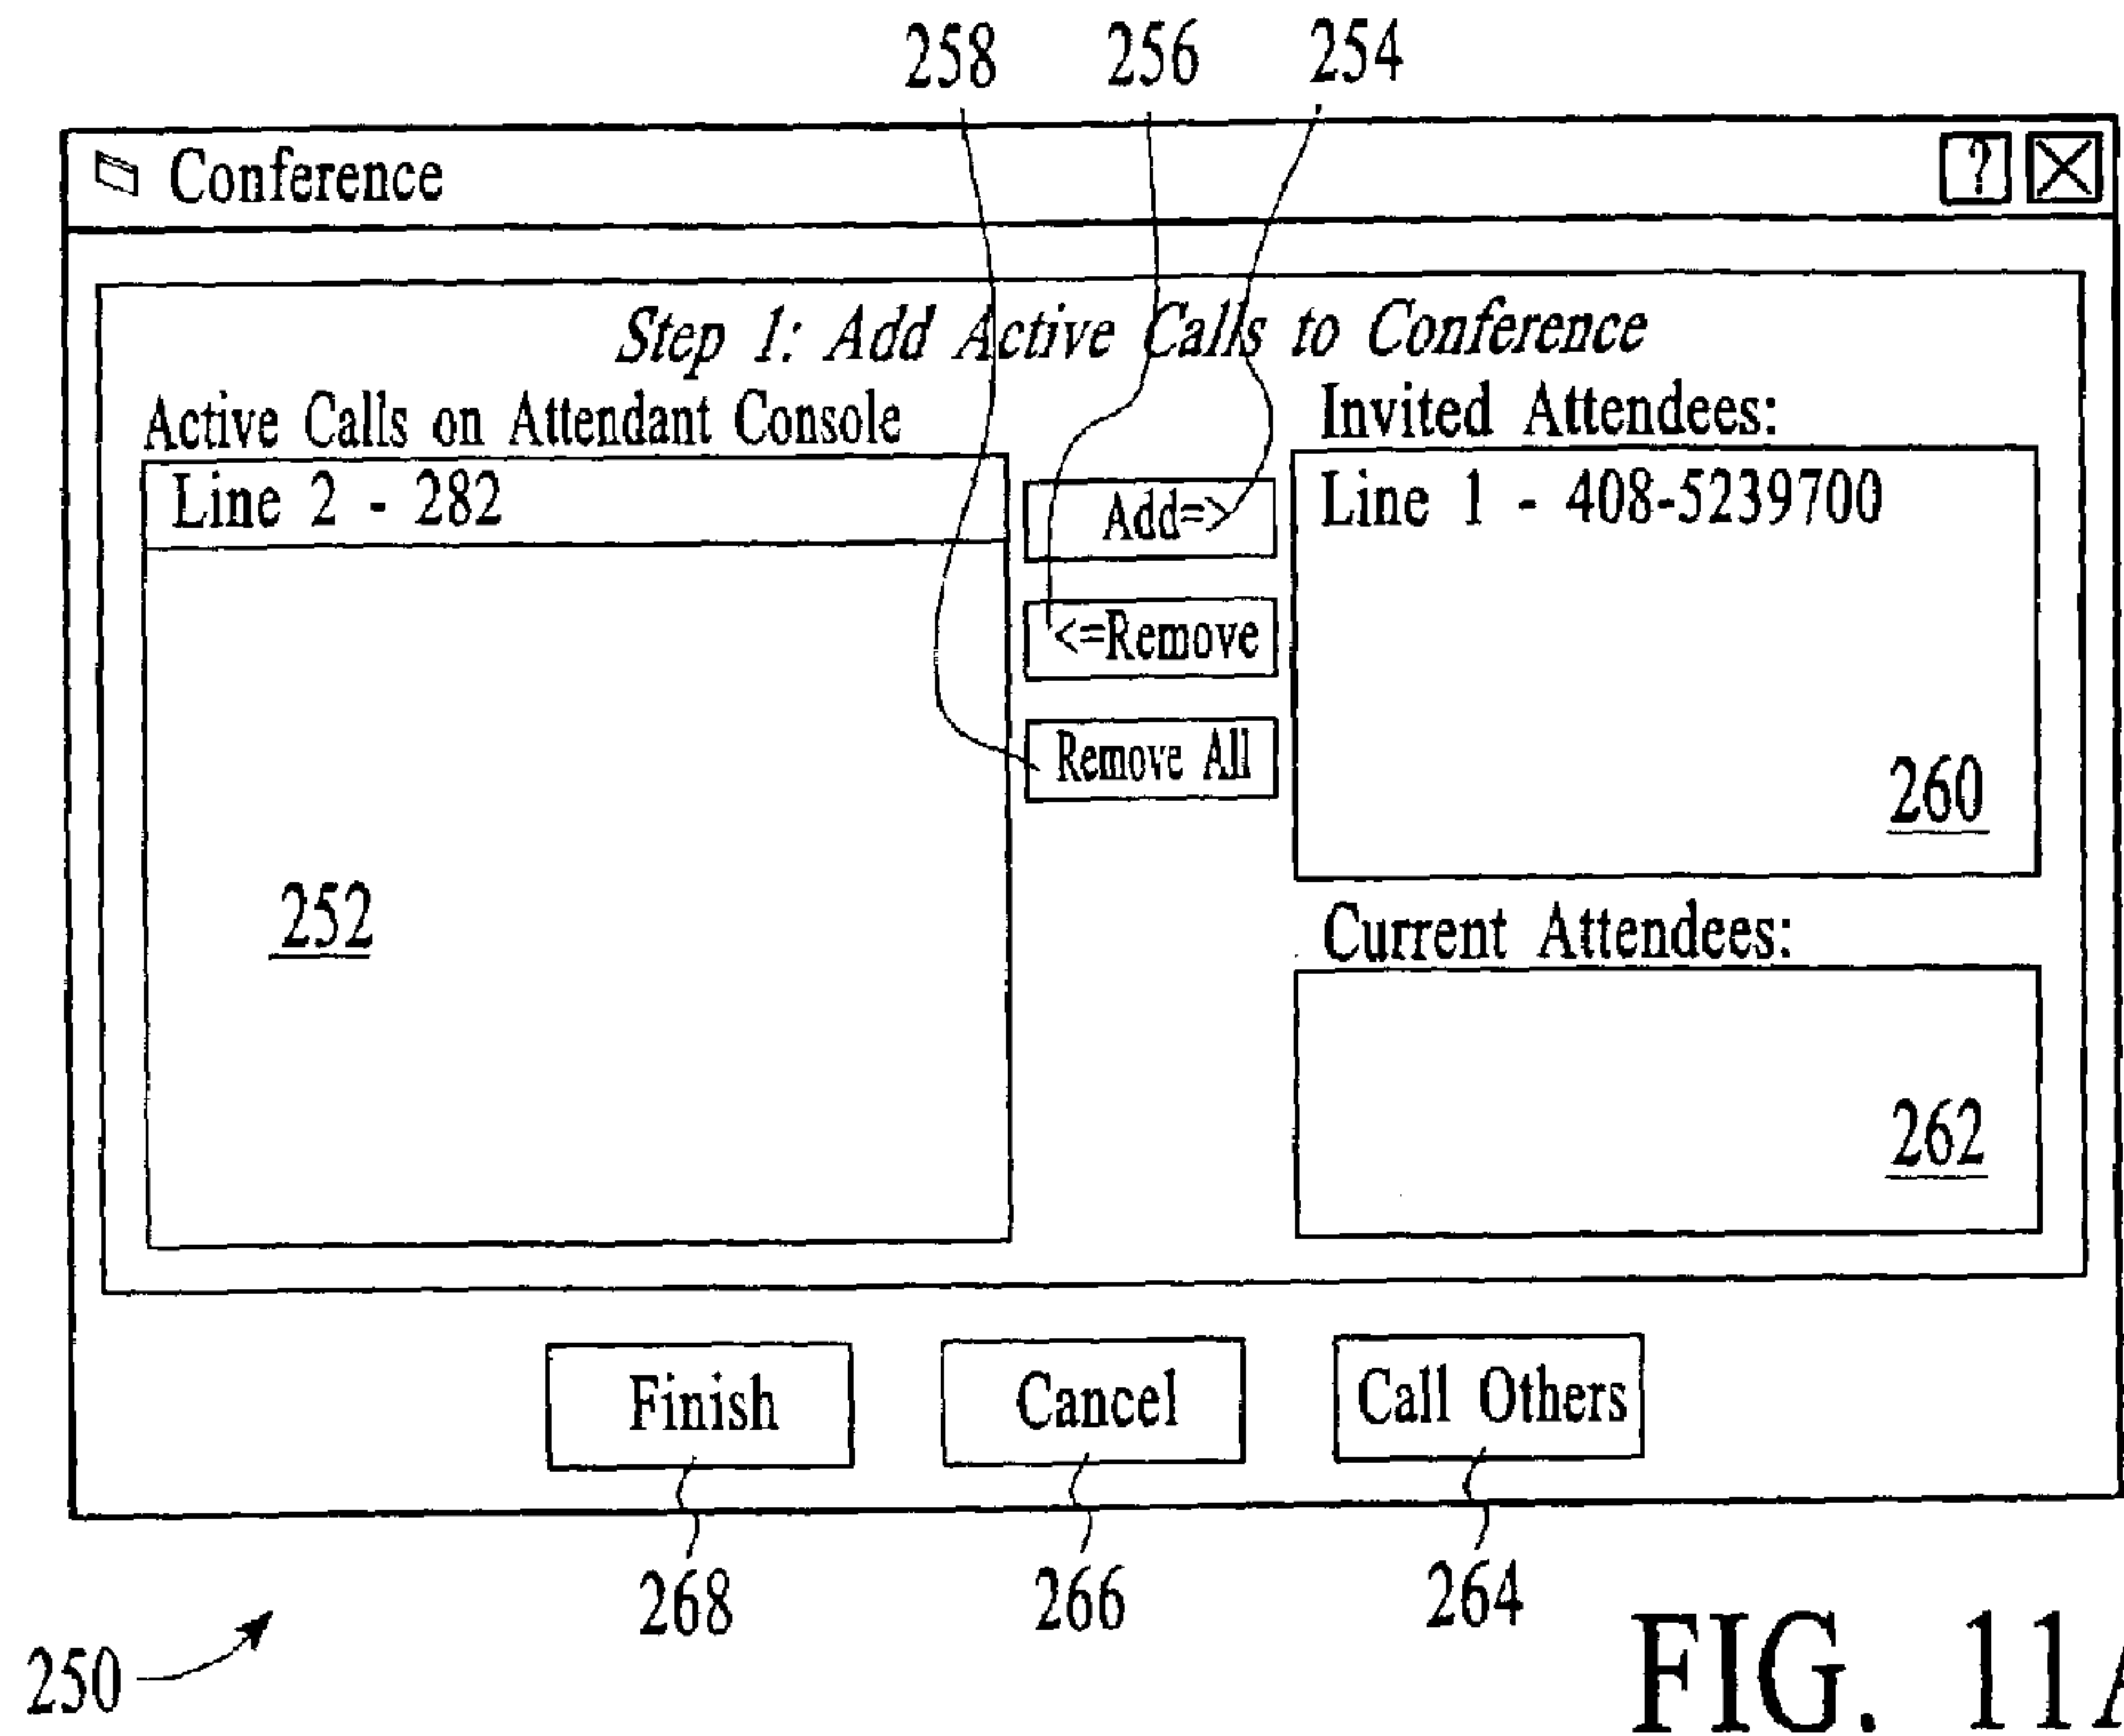 258 256 254
Conference ?
Step 1: Add Active Calls to Conference
Active Calls on Attendant Console
Invited Attendees:
Line 2 - 282
Add=>
Line 1 - 408-5239700
<=Remove
Remove All
260
252
Current Attendees:
262
Finish Cancel Call Others
268 266 264
250
FIG. 11A